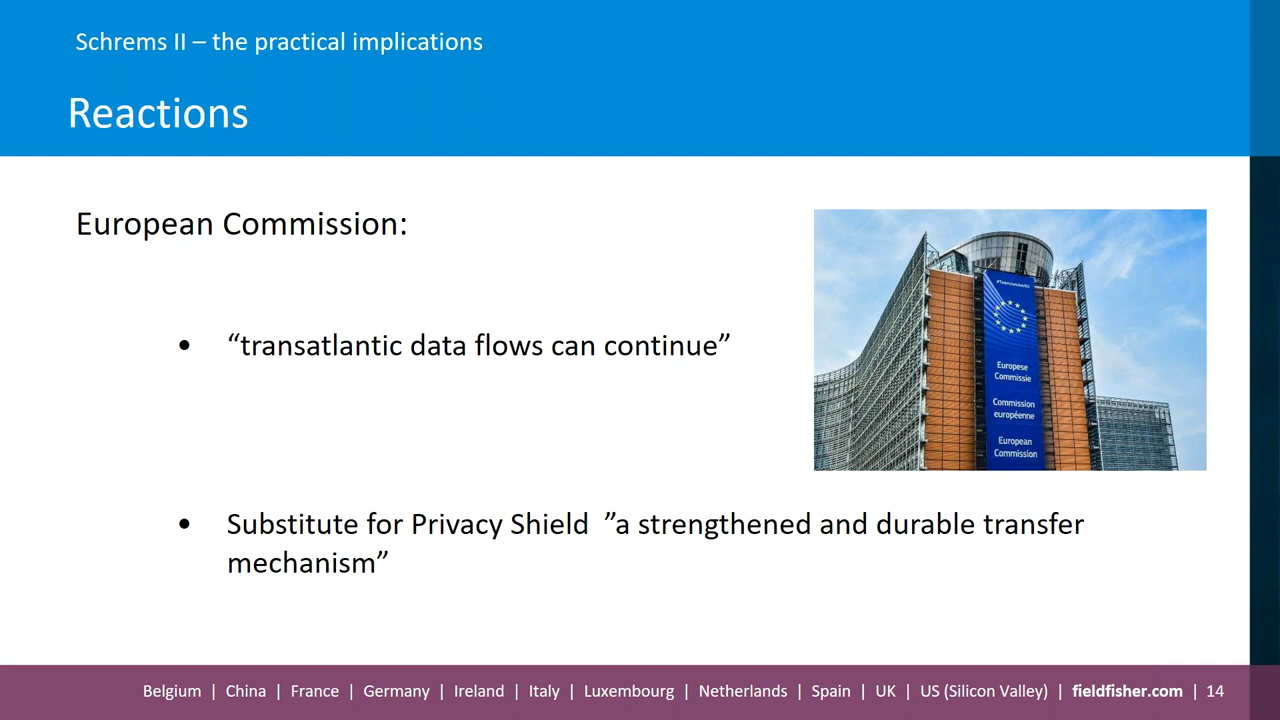 Schrems II – the practical implications
Reactions
European Commission:
• “transatlantic data flows can continue”
• Substitute for Privacy Shield ”a strengthened and durable transfer
mechanism”
#TeamJunckerEU
Europese
Commissie
Commission
européenne
European
Commission
Belgium | China | France | Germany | Ireland | Italy | Luxembourg | Netherlands | Spain | UK | US (Silicon Valley) | fieldfisher.com | 14